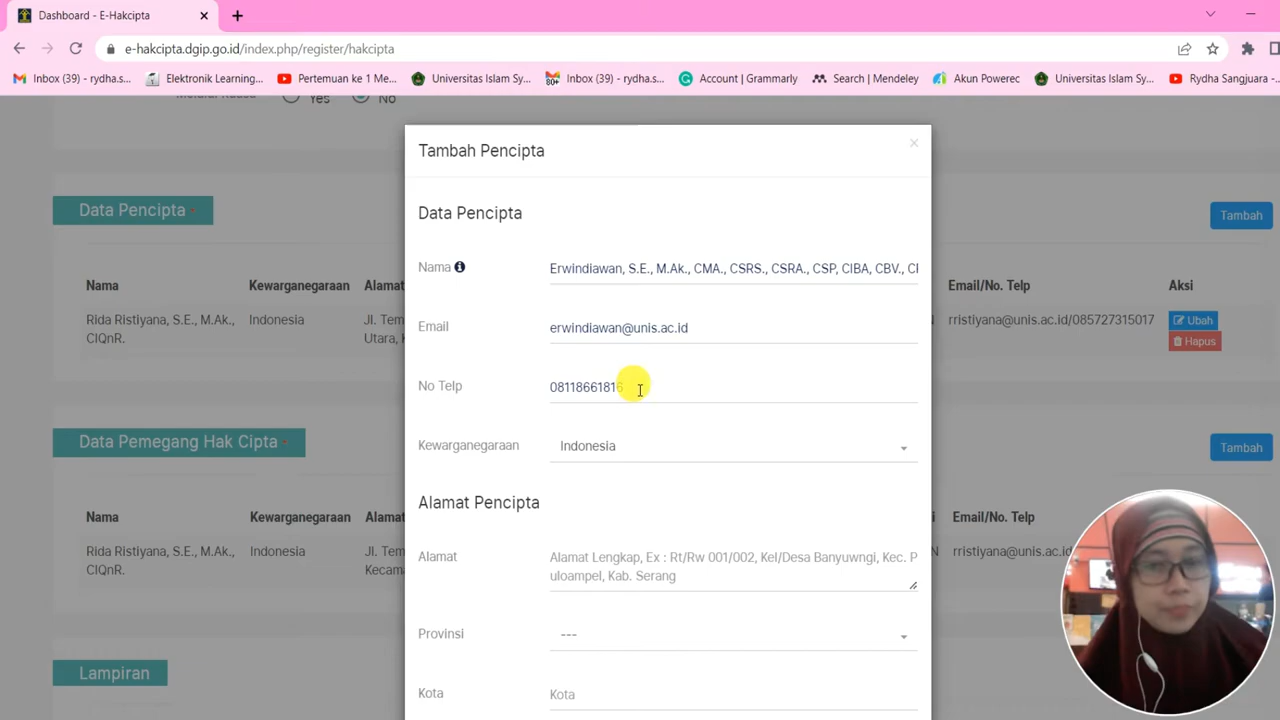 Dashboard - E-Hakcipta
e-hakcipta.dgip.go.id/index.php/register/hakcipta
Inbox (39) - rydha.s... Elektronik Learning... Pertemuan ke 1 Me... Universitas Islam Sy... Inbox (39) - rydha.s... Account | Grammarly Search | Mendeley Akun Powerec Universitas Islam Sy... Rydha Sangjuara -...
Yes No
Tambah Pencipta
Data Pencipta *
Tambah
Data Pencipta
Nama Kewarganegaraan Alamat
Email/No. Telp Aksi
Rida Ristiyana, S.E., M.Ak.,
CIQnR.
Indonesia
Jl. Tem
Utara, K
N
rristiyana@unis.ac.id/085727315017
Ubah
Hapus
Nama
Erwindiawan, S.E., M.Ak., CMA., CSRS., CSRA., CSP, CIBA, CBV.,
Email
erwindiawan@unis.ac.id
No Telp
08118661816
Kewarganegaraan
Indonesia
Data Pemegang Hak Cipta *
Tambah
Nama Kewarganegaraan Alamat
Email/No. Telp
Rida Ristiyana, S.E., M.Ak.,
CIQnR.
Indonesia
Jl. Tem
Kecama
N
rristiyana@unis.ac.id
Alamat Pencipta
Alamat
Alamat Lengkap, Ex : Rt/Rw 001/002, Kel/Desa Banyuwngi, Kec. P
uloampel, Kab. Serang
Provinsi
---
Kota
Kota
Lampiran